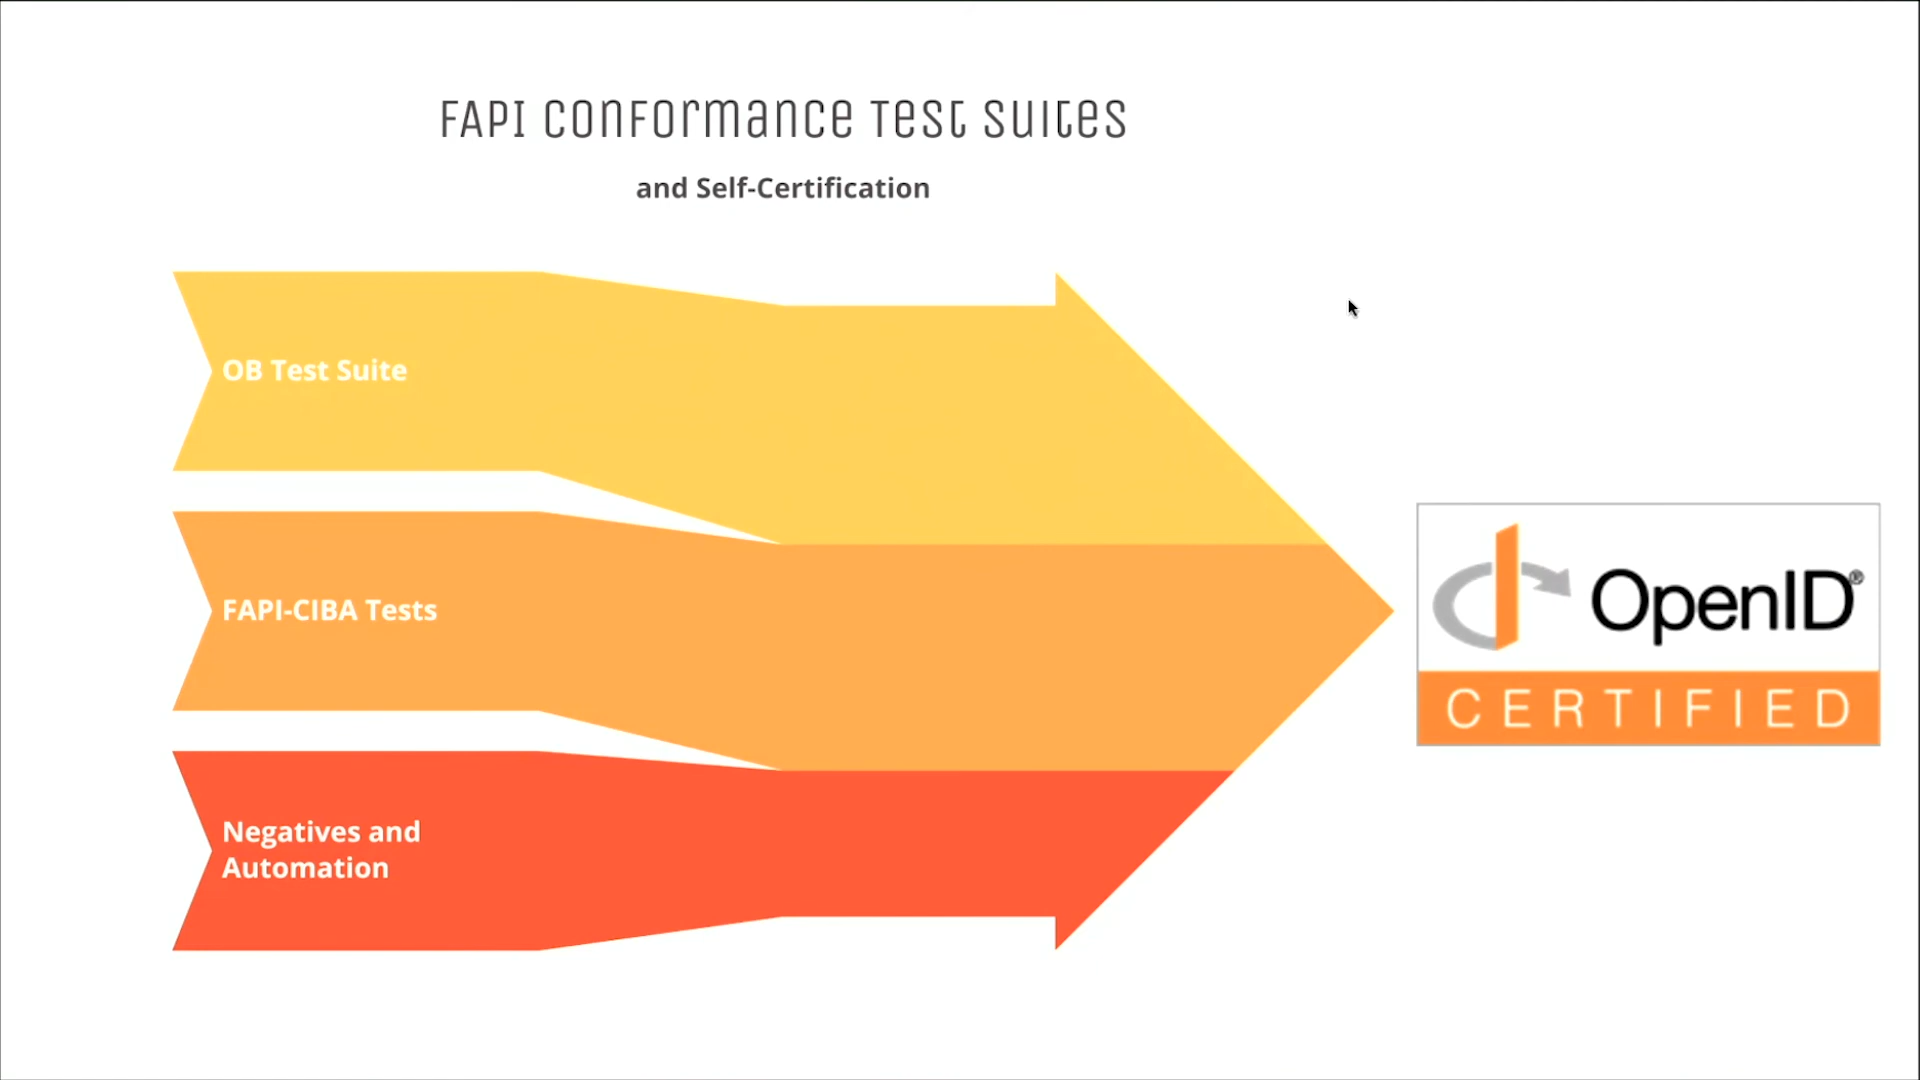 FAPI Conformance Test Suites
and Self-Certification
OB Test Suite
FAPI-CIBA Tests
Negatives and
Automation
OpenID®
CERTIFIED